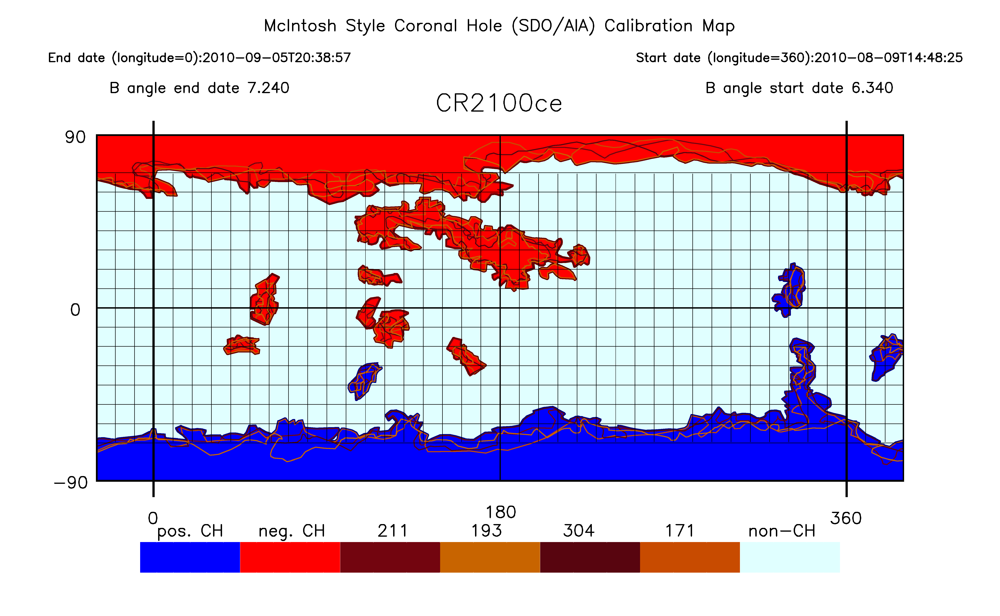 McIntosh Style Coronal Hole (SDO/AIA) Calibration Map
End date (longitude=0):2010-09-05T20:38:57
Start date (longitude=360):2010-08-09T14:48:25
B angle end date 7.240
B angle start date 6.340
CR2100ce
90
0
-90
0
180
360
pos. CH
neg. CH
211
193
304
171
non-CH